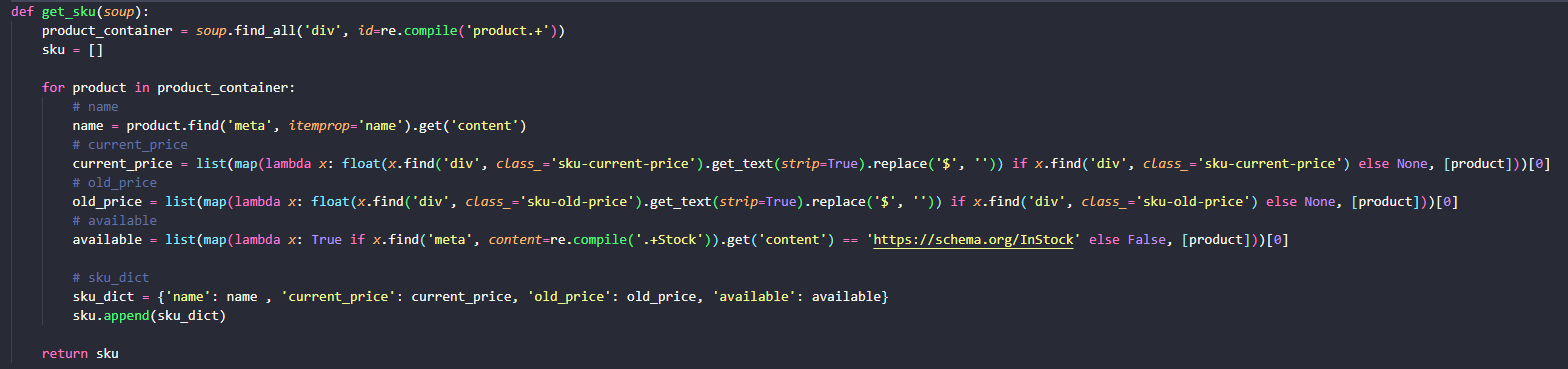 def get_sku(soup):
    product_container = soup.find_all('div', id=re.compile('product.+'))
    sku = []

    for product in product_container:
        # name
        name = product.find('meta', itemprop='name').get('content')
        # current_price
        current_price = list(map(lambda x: float(x.find('div', class_='sku-current-price').get_text(strip=True).replace('$', '')) if x.find('div', class_='sku-current-price') else None, [product]))[0]
        # old_price
        old_price = list(map(lambda x: float(x.find('div', class_='sku-old-price').get_text(strip=True).replace('$', '')) if x.find('div', class_='sku-old-price') else None, [product]))[0]
        # available
        available = list(map(lambda x: True if x.find('meta', content=re.compile('.+Stock')).get('content') == 'https://schema.org/InStock' else False, [product]))[0]

        # sku_dict
        sku_dict = {'name': name , 'current_price': current_price, 'old_price': old_price, 'available': available}
        sku.append(sku_dict)

    return sku